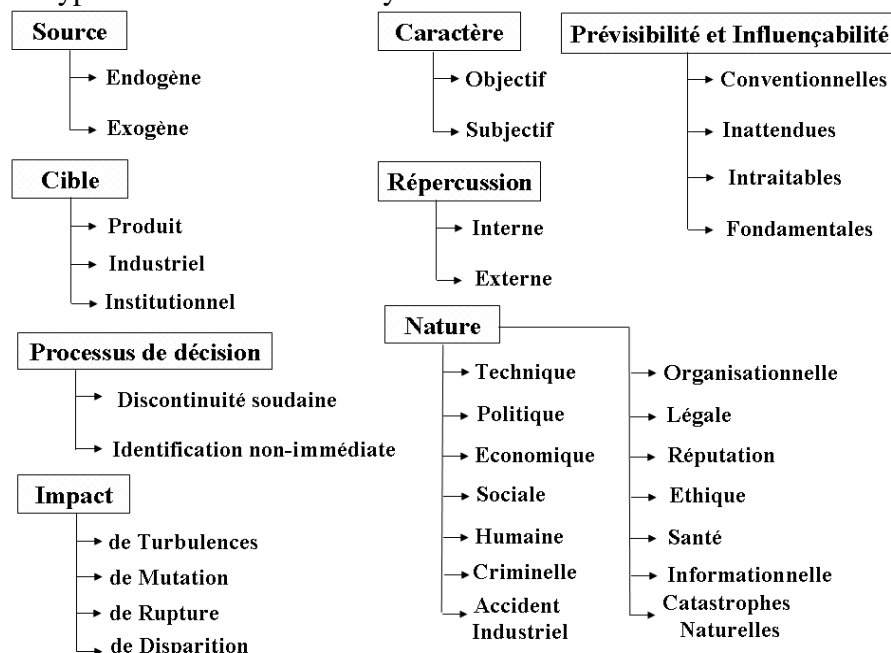 Source
Endogène
Exogène
Cible
Produit
Industriel
Institutionnel
Processus de décision
Discontinuité soudaine
Identification non-immédiate
Impact
de Turbulences
de Mutation
de Rupture
de Disparition
Caractère
Objectif
Subjectif
Répercussion
Interne
Externe
Prévisibilité et Influençabilité
Conventionnelles
Inattendues
Intraitables
Fondamentales
Nature
Technique
Politique
Economique
Sociale
Humaine
Criminelle
Accident
Industriel
Organisationnelle
Légale
Réputation
Ethique
Santé
Informationnelle
Catastrophes
Naturelles